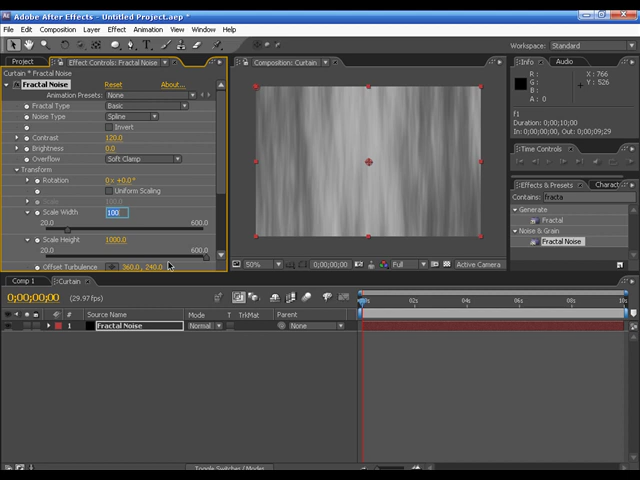 Adobe After Effects - Untitled Project.aep *
File Edit Composition Layer Effect Animation View Window Help
Workspace: Standard
Project Effect Controls: Fractal Noise
Curtain * Fractal Noise
Fractal Noise Reset About...
Animation Presets: None
Fractal Type Basic
Noise Type Spline
Invert
Contrast 120.0
Brightness 0.0
Overflow Soft Clamp
Transform
Rotation 0x +0.0°
Uniform Scaling
Scale 100.0
Scale Width 100
20.0 600.0
Scale Height 1000.0
20.0 600.0
Offset Turbulence 360.0, 240.0
Composition: Curtain
50% 0;00;00;00 Active Camera
Info Audio
R: X: 766
G: Y: 526
B:
A: 0
f1
Duration: 0;00;10;00
In: 0;00;00;00, Out: 0;00;09;29
Time Controls
Effects & Presets Charact
Contains: fracta
Generate
Fractal
Noise & Grain
Fractal Noise
Comp 1 Curtain
0;00;00;00 (29.97 fps)
# Source Name Mode T TrkMat Parent
1 Fractal Noise Normal None
02s 04s 06s 08s 10s
Toggle Switches / Modes